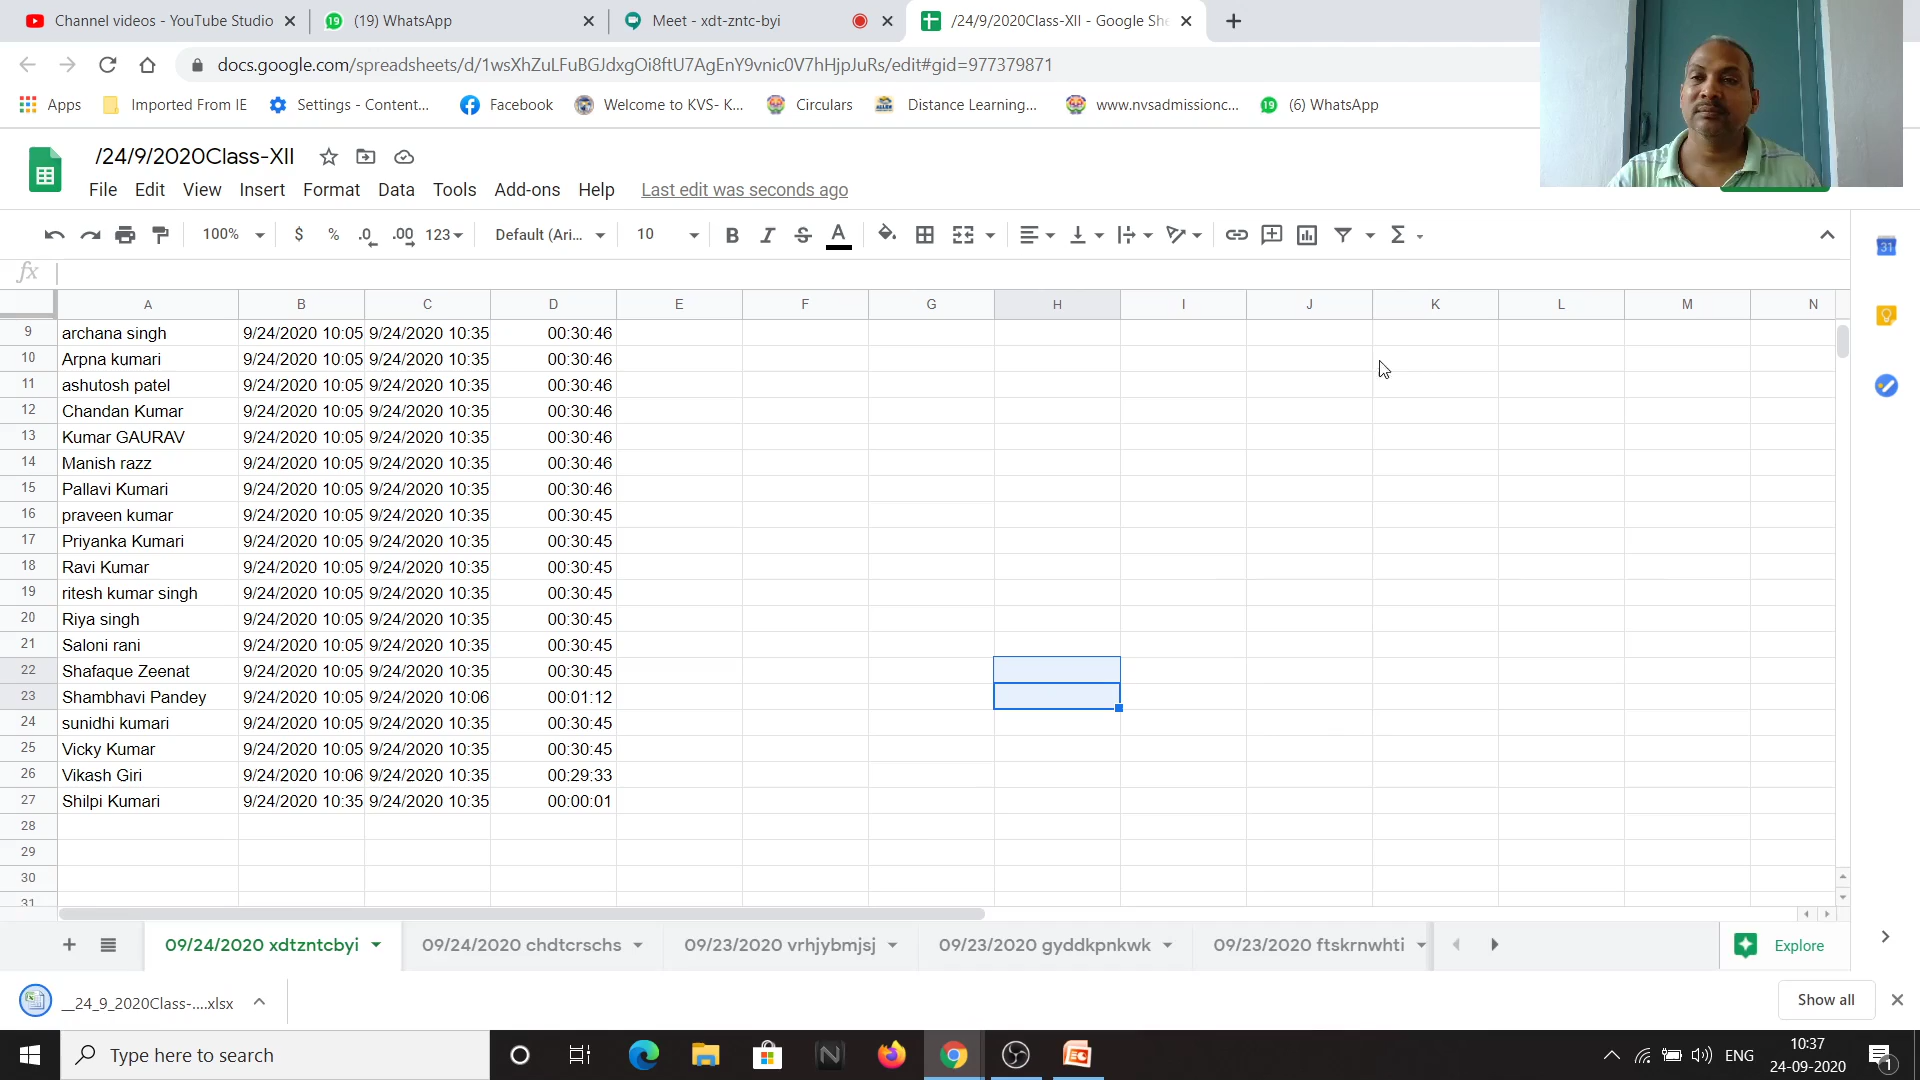 Channel videos - YouTube Studio
(19) WhatsApp
Meet - xdt-zntc-byi
/24/9/2020Class-XII - Google She
docs.google.com/spreadsheets/d/1wsXhZuLFuBGJdxgOi8ftU7AgEnY9vnic0V7hHjpJuRs/edit#gid=977379871
Apps Imported From IE Settings - Content... Facebook Welcome to KVS- K... Circulars Distance Learning... www.nvsadmissionc... (6) WhatsApp
/24/9/2020Class-XII
File Edit View Insert Format Data Tools Add-ons Help Last edit was seconds ago
100% $ % .0 .00 123 Default (Ari... 10 B I S A Σ
fx
A B C D E F G H I J K L M N
9 archana singh 9/24/2020 10:05 9/24/2020 10:35 00:30:46
10 Arpna kumari 9/24/2020 10:05 9/24/2020 10:35 00:30:46
11 ashutosh patel 9/24/2020 10:05 9/24/2020 10:35 00:30:46
12 Chandan Kumar 9/24/2020 10:05 9/24/2020 10:35 00:30:46
13 Kumar GAURAV 9/24/2020 10:05 9/24/2020 10:35 00:30:46
14 Manish razz 9/24/2020 10:05 9/24/2020 10:35 00:30:46
15 Pallavi Kumari 9/24/2020 10:05 9/24/2020 10:35 00:30:46
16 praveen kumar 9/24/2020 10:05 9/24/2020 10:35 00:30:45
17 Priyanka Kumari 9/24/2020 10:05 9/24/2020 10:35 00:30:45
18 Ravi Kumar 9/24/2020 10:05 9/24/2020 10:35 00:30:45
19 ritesh kumar singh 9/24/2020 10:05 9/24/2020 10:35 00:30:45
20 Riya singh 9/24/2020 10:05 9/24/2020 10:35 00:30:45
21 Saloni rani 9/24/2020 10:05 9/24/2020 10:35 00:30:45
22 Shafaque Zeenat 9/24/2020 10:05 9/24/2020 10:35 00:30:45
23 Shambhavi Pandey 9/24/2020 10:05 9/24/2020 10:06 00:01:12
24 sunidhi kumari 9/24/2020 10:05 9/24/2020 10:35 00:30:45
25 Vicky Kumar 9/24/2020 10:05 9/24/2020 10:35 00:30:45
26 Vikash Giri 9/24/2020 10:06 9/24/2020 10:35 00:29:33
27 Shilpi Kumari 9/24/2020 10:35 9/24/2020 10:35 00:00:01
28
29
30
31
09/24/2020 xdtzntcbyi 09/24/2020 chdtcrschs 09/23/2020 vrhjybmjsj 09/23/2020 gyddkpnkwk 09/23/2020 ftskrnwhti Explore
__24_9_2020Class-....xlsx Show all
Type here to search ENG 10:37
24-09-2020 1